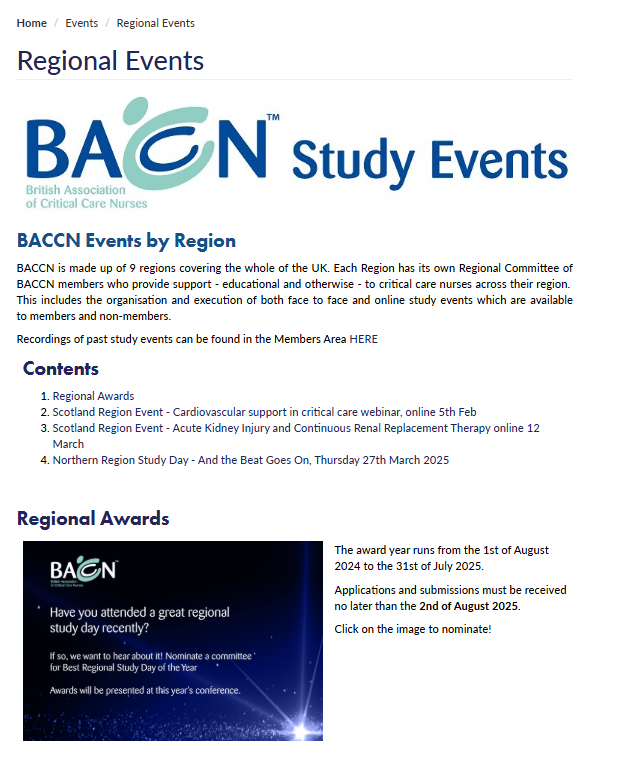 Home / Events / Regional Events
Regional Events
BACCN™ Study Events
British Association
of Critical Care Nurses
BACCN Events by Region
BACCN is made up of 9 regions covering the whole of the UK. Each Region has its own Regional Committee of
BACCN members who provide support - educational and otherwise - to critical care nurses across their region.
This includes the organisation and execution of both face to face and online study events which are available
to members and non-members.
Recordings of past study events can be found in the Members Area HERE
Contents
1. Regional Awards
2. Scotland Region Event - Cardiovascular support in critical care webinar, online 5th Feb
3. Scotland Region Event - Acute Kidney Injury and Continuous Renal Replacement Therapy online 12
March
4. Northern Region Study Day - And the Beat Goes On, Thursday 27th March 2025
Regional Awards
BACCN™
British Association
of Critical Care Nurses
Have you attended a great regional
study day recently?
If so, we want to hear about it! Nominate a committee
for Best Regional Study Day of the Year
Awards will be presented at this year's conference.
The award year runs from the 1st of August
2024 to the 31st of July 2025.
Applications and submissions must be received
no later than the 2nd of August 2025.
Click on the image to nominate!